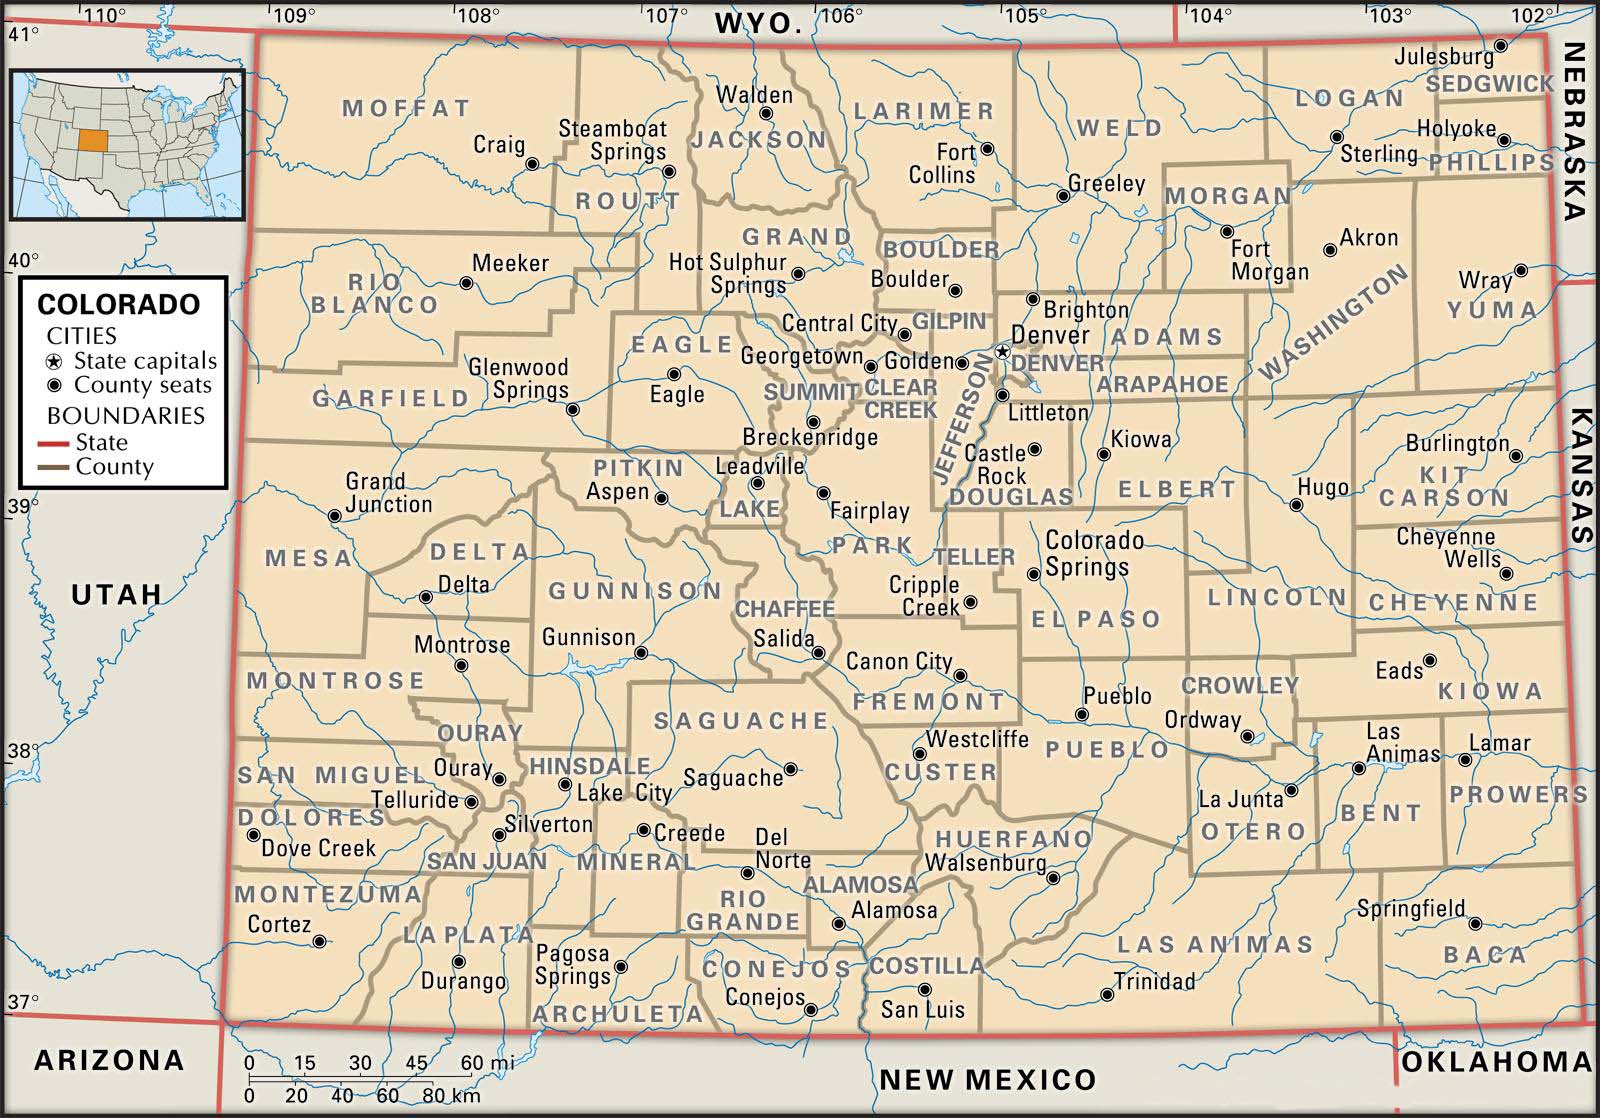 110°
109°
108°
107°
106°
105°
104°
103°
102°
WYO.
41°
40°
39°
38°
37°
NEBRASKA
KANSAS
UTAH
ARIZONA
NEW MEXICO
OKLAHOMA
COLORADO
CITIES
State capitals
County seats
BOUNDARIES
State
County
MOFFAT
Craig
Steamboat
Springs
ROUTT
Walden
JACKSON
LARIMER
Fort
Collins
WELD
Greeley
LOGAN
Sterling
Julesburg
SEDGWICK
Holyoke
PHILLIPS
MORGAN
Fort
Morgan
Akron
WASHINGTON
Wray
YUMA
RIO
BLANCO
Meeker
GRAND
Hot Sulphur
Springs
BOULDER
Boulder
Central City
GILPIN
Brighton
ADAMS
Denver
DENVER
ARAPAHOE
Littleton
GARFIELD
Glenwood
Springs
EAGLE
Eagle
Georgetown
Golden
SUMMIT
CLEAR
CREEK
JEFFERSON
Breckenridge
Castle
Rock
DOUGLAS
Kiowa
ELBERT
Hugo
LINCOLN
Burlington
KIT
CARSON
Cheyenne
Wells
CHEYENNE
Grand
Junction
MESA
PITKIN
Aspen
Leadville
LAKE
Fairplay
PARK
TELLER
Cripple
Creek
Colorado
Springs
EL PASO
DELTA
Delta
GUNNISON
Gunnison
CHAFFEE
Salida
Canon City
FREMONT
Montrose
MONTROSE
OURAY
Ouray
SAGUACHE
Saguache
Westcliffe
CUSTER
Pueblo
PUEBLO
CROWLEY
Ordway
Eads
KIOWA
Las
Animas
BENT
Lamar
PROWERS
La Junta
OTERO
SAN MIGUEL
Telluride
HINSDALE
Lake City
DOLORES
Dove Creek
Silverton
SAN JUAN
Creede
MINERAL
Del
Norte
RIO
GRANDE
ALAMOSA
Alamosa
HUERFANO
Walsenburg
MONTEZUMA
Cortez
LA PLATA
Durango
Pagosa
Springs
ARCHULETA
CONEJOS
Conejos
COSTILLA
San Luis
LAS ANIMAS
Trinidad
Springfield
BACA
0 15 30 45 60 mi
0 20 40 60 80 km